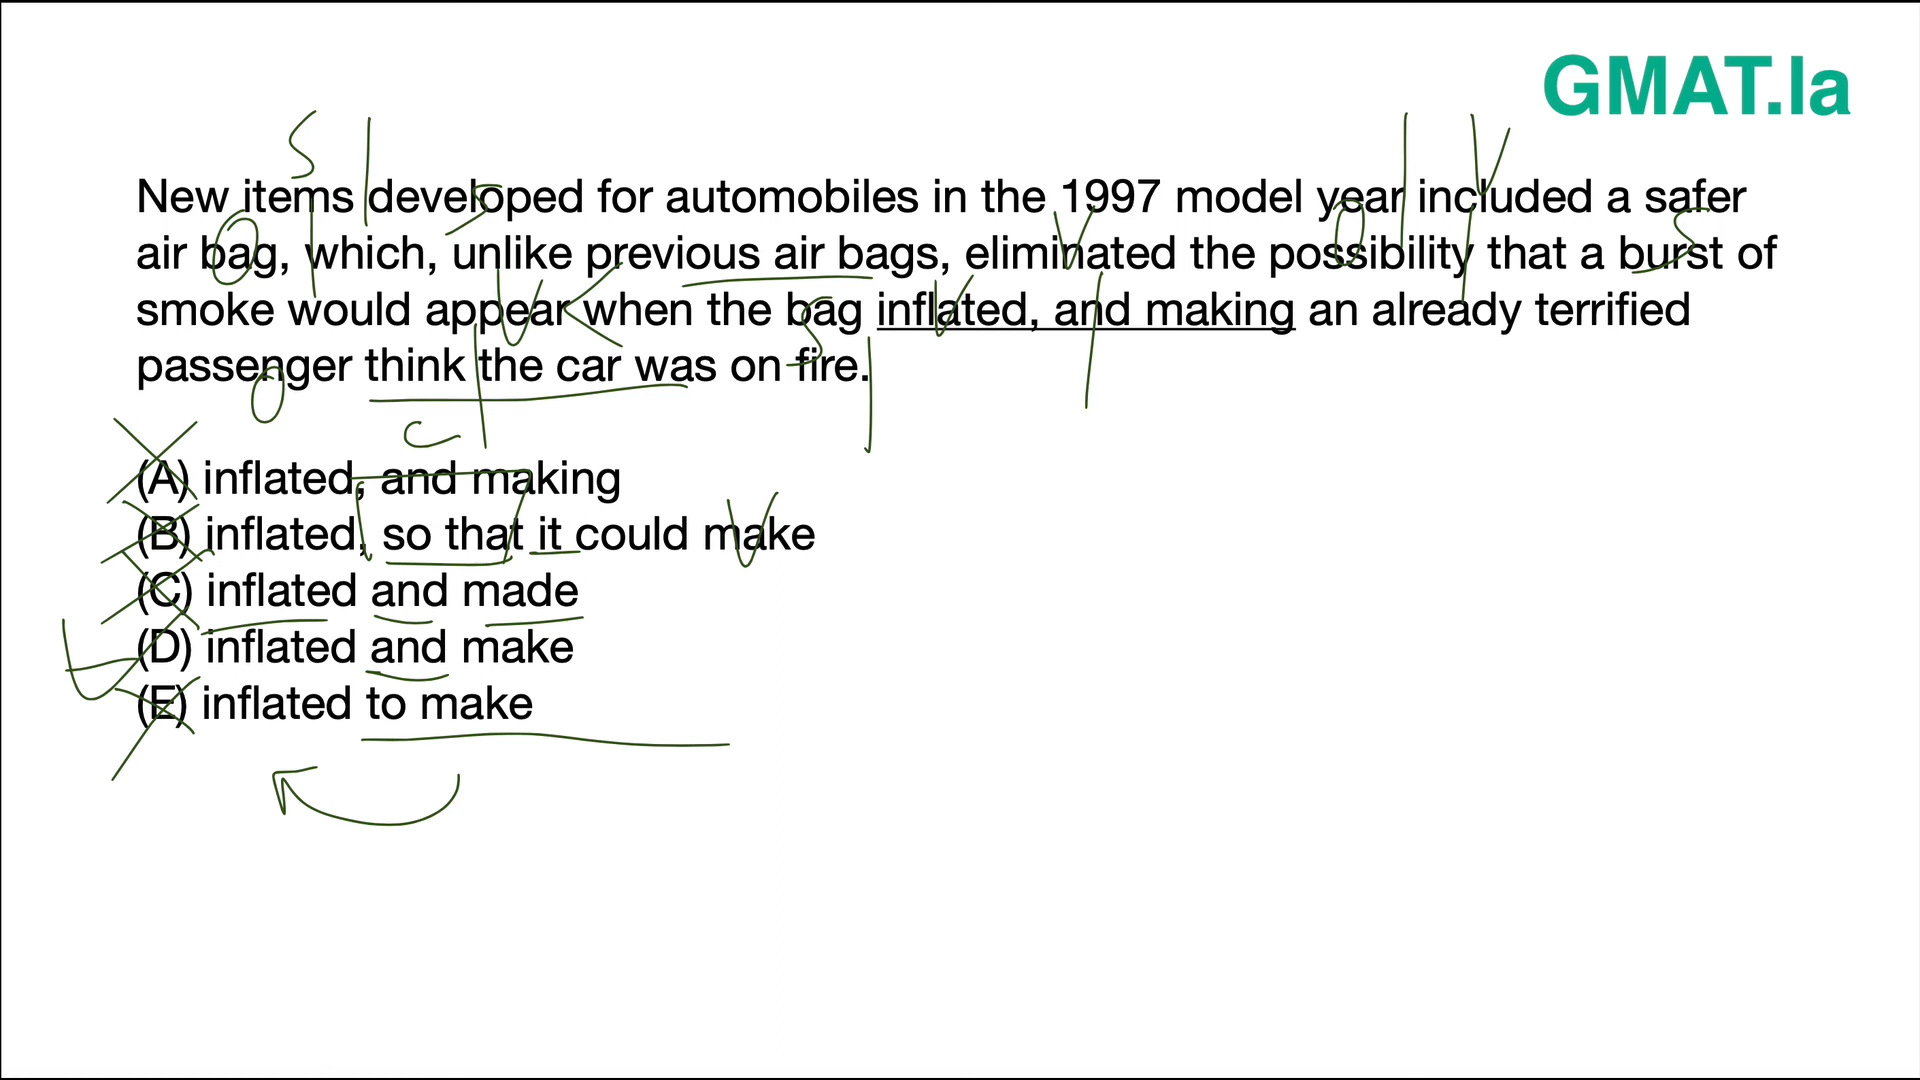 GMAT.la
New items developed for automobiles in the 1997 model year included a safer
air bag, which, unlike previous air bags, eliminated the possibility that a burst of
smoke would appear when the bag inflated, and making an already terrified
passenger think the car was on fire.
(A) inflated, and making
(B) inflated, so that it could make
(C) inflated and made
(D) inflated and make
(E) inflated to make